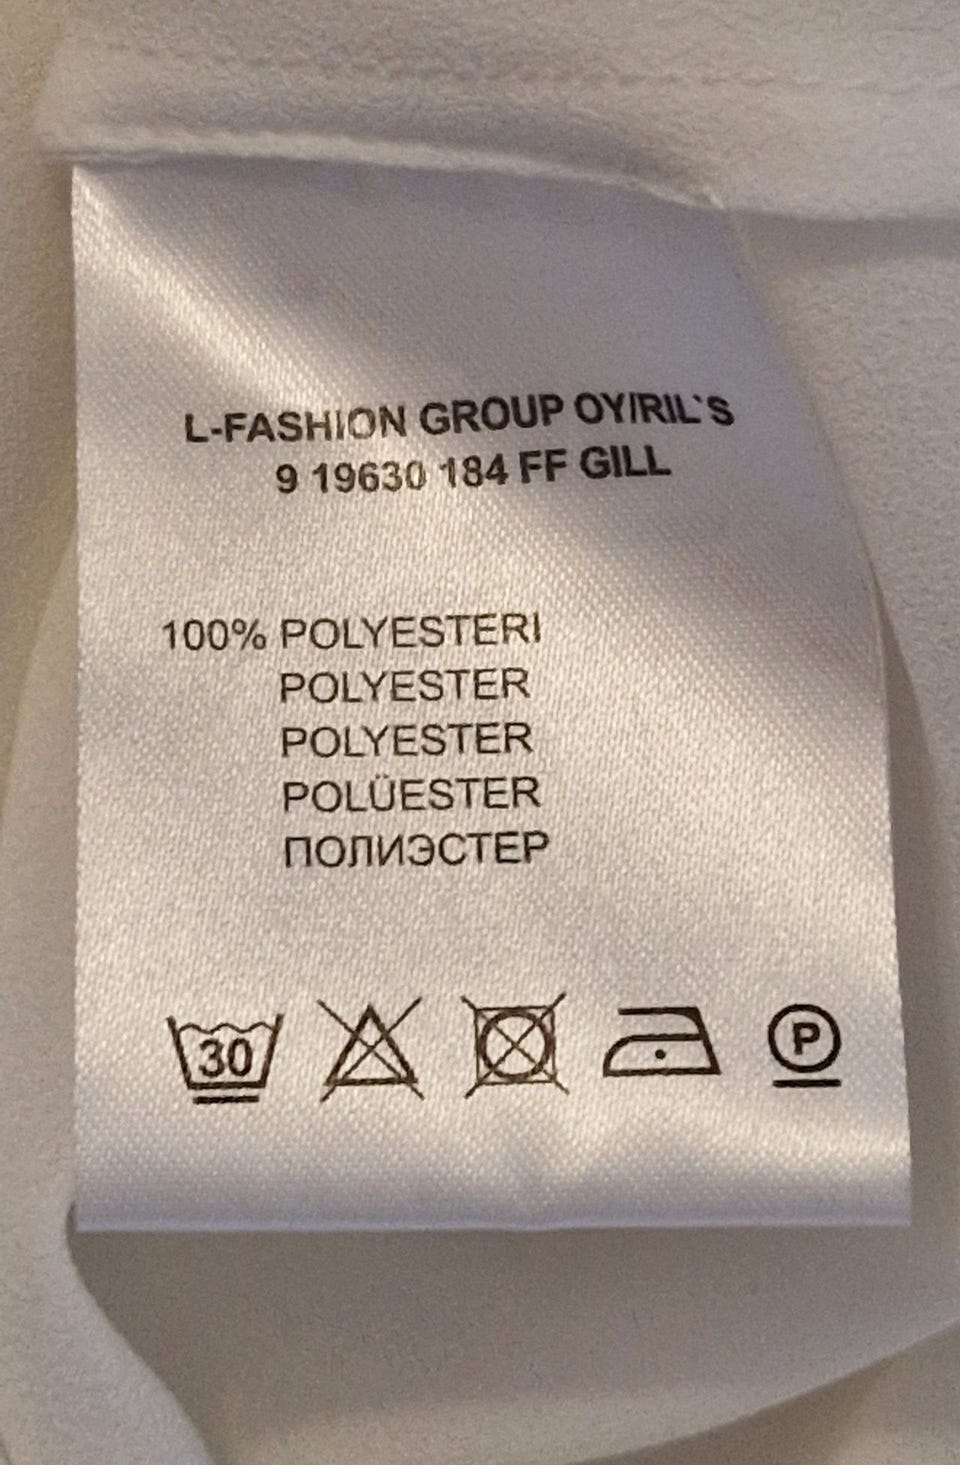 L-FASHION GROUP OY/RIL`S
9 19630 184 FF GILL
100% POLYESTERI
POLYESTER
POLYESTER
POLÜESTER
ПОЛИЭСТЕР
30 P